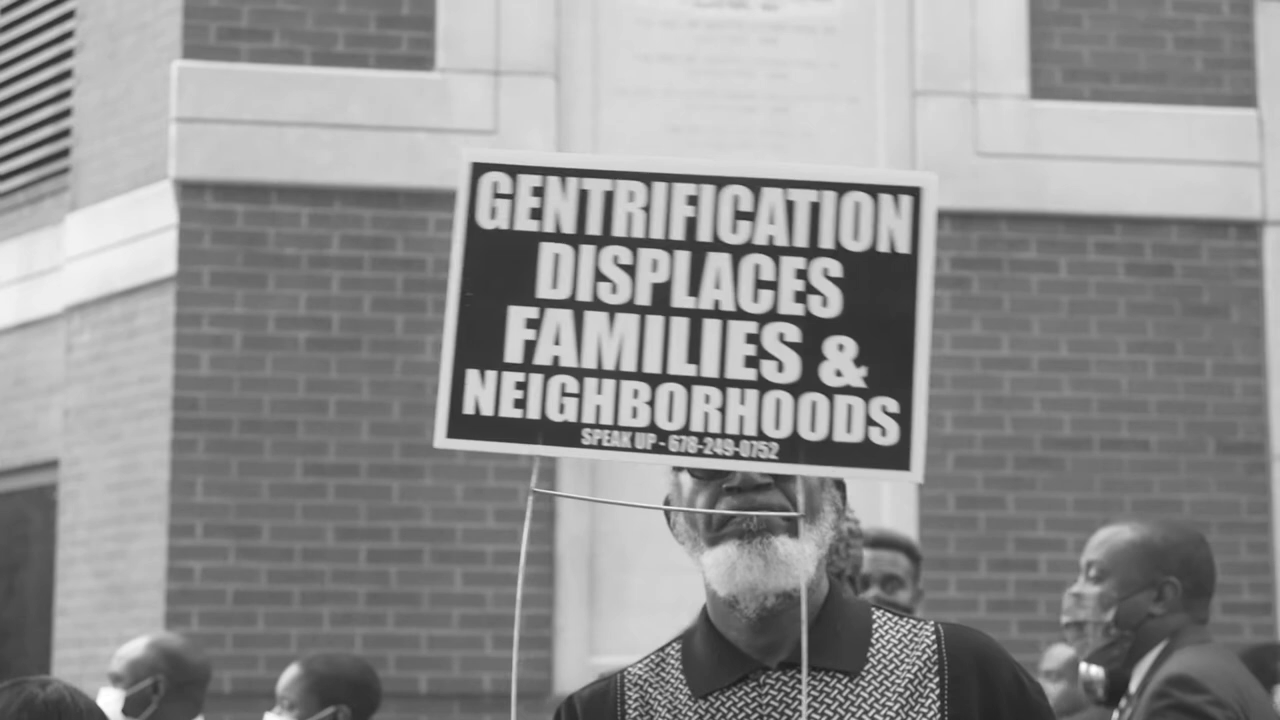 GENTRIFICATION
DISPLACES
FAMILIES &
NEIGHBORHOODS
SPEAK UP - 678-249-0752